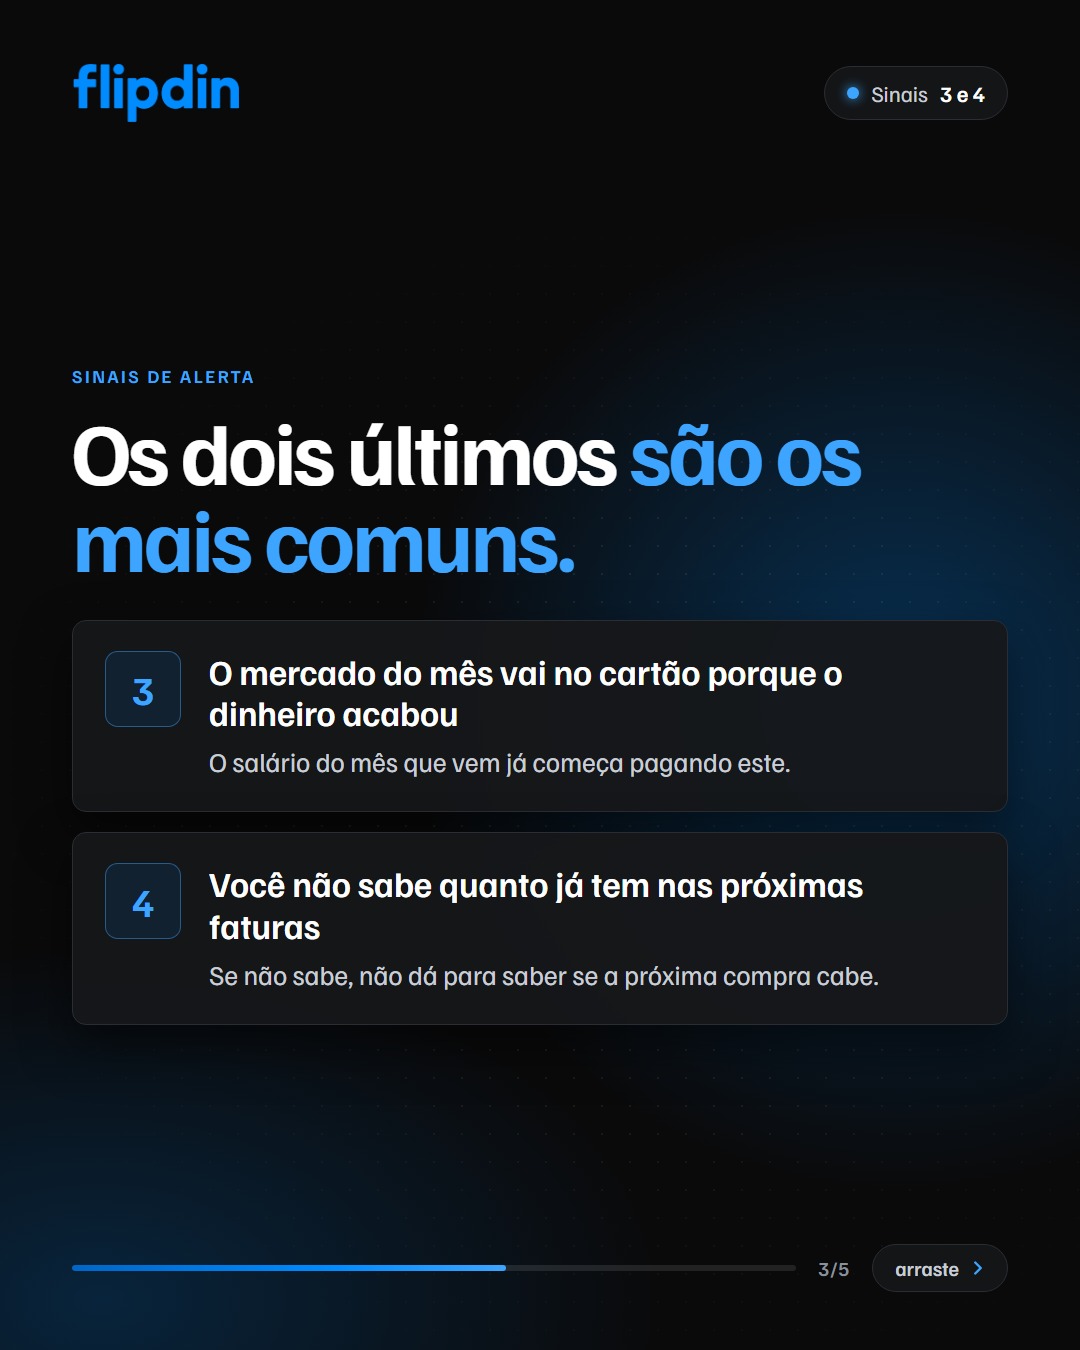 flipdin
Sinais 3 e 4
SINAIS DE ALERTA
Os dois últimos são os
mais comuns.
3
O mercado do mês vai no cartão porque o
dinheiro acabou
O salário do mês que vem já começa pagando este.
4
Você não sabe quanto já tem nas próximas
faturas
Se não sabe, não dá para saber se a próxima compra cabe.
3/5
arraste